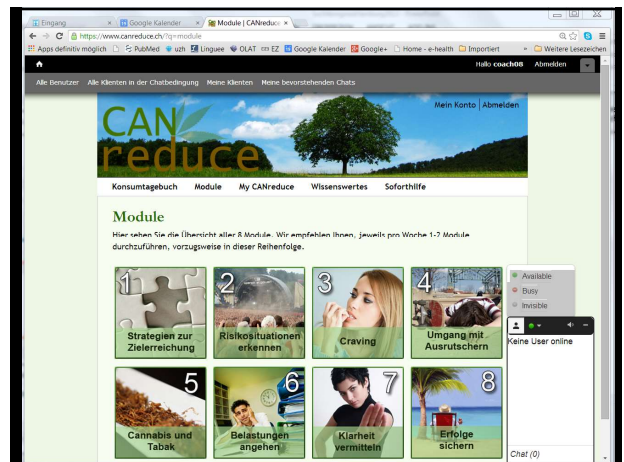 Eingang
Google Kalender
Module | CANreduce
https://www.canreduce.ch/?q=module
Apps definitiv möglich
PubMed
uzh
Linguee
OLAT
EZ
Google Kalender
Google+
Home - e-health
Importiert
»
Weitere Lesezeichen
Hallo coach08
Abmelden
Alle Benutzer
Alle Klienten in der Chatbedingung
Meine Klienten
Meine bevorstehenden Chats
Mein Konto | Abmelden
CAN
reduce
Konsumtagebuch
Module
My CANreduce
Wissenswertes
Soforthilfe
Module
Hier sehen Sie die Übersicht aller 8 Module. Wir empfehlen Ihnen, jeweils pro Woche 1-2 Module
durchzuführen, vorzugsweise in dieser Reihenfolge.
1
Strategien zur
Zielerreichung
2
Risikosituationen
erkennen
3
Craving
4
Umgang mit
Ausrutschern
5
Cannabis und
Tabak
6
Belastungen
angehen
7
Klarheit
vermitteln
8
Erfolge
sichern
Available
Busy
Invisible
Keine User online
Chat (0)